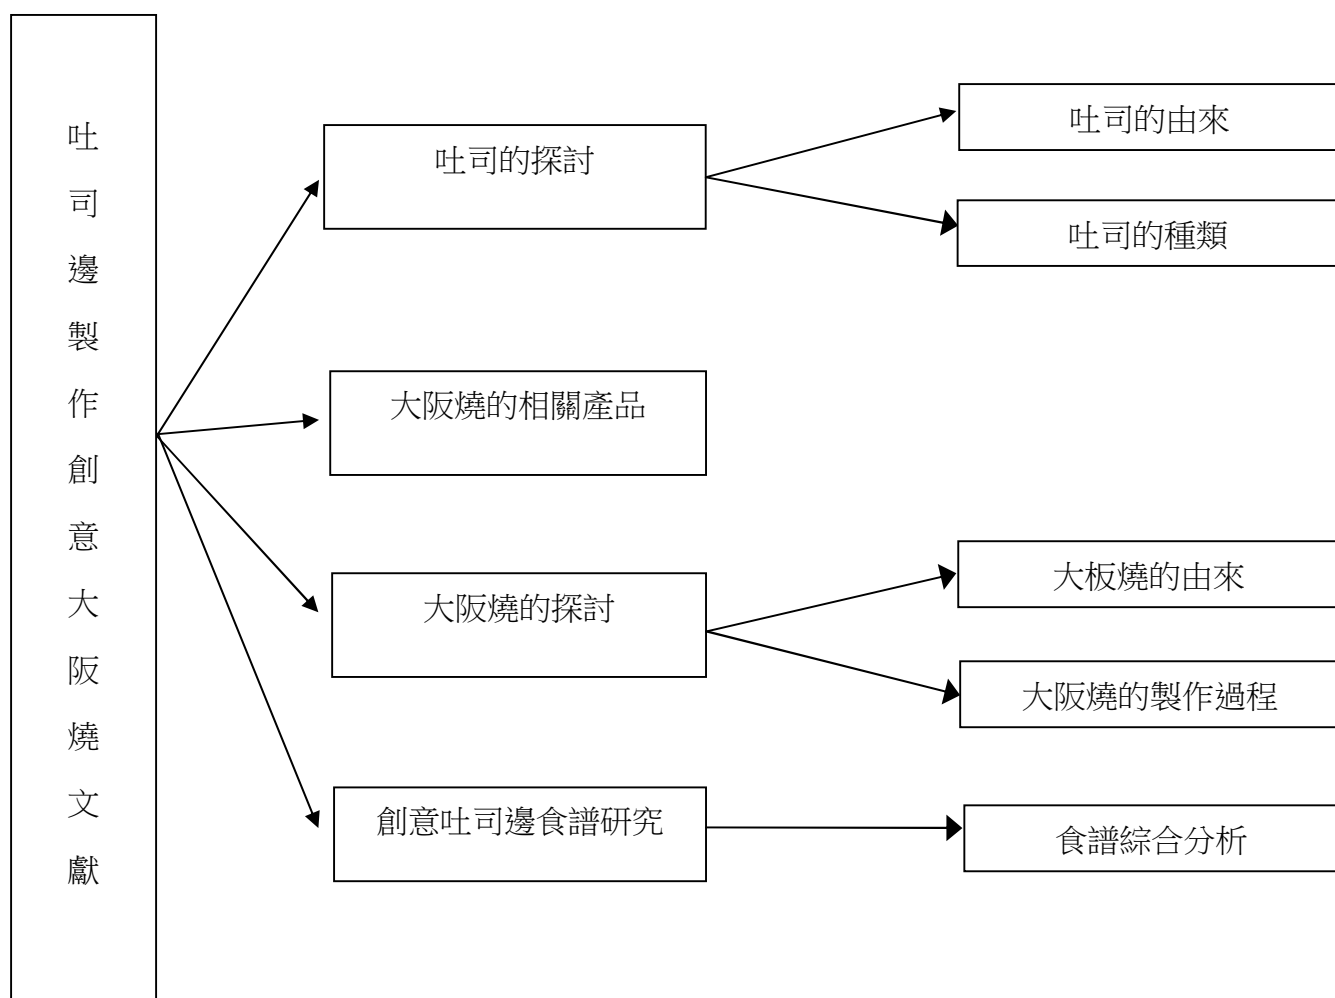 吐司邊製作創意大阪燒文獻
吐司的探討
吐司的由來
吐司的種類
大阪燒的相關產品
大阪燒的探討
大板燒的由來
大阪燒的製作過程
創意吐司邊食譜研究
食譜綜合分析